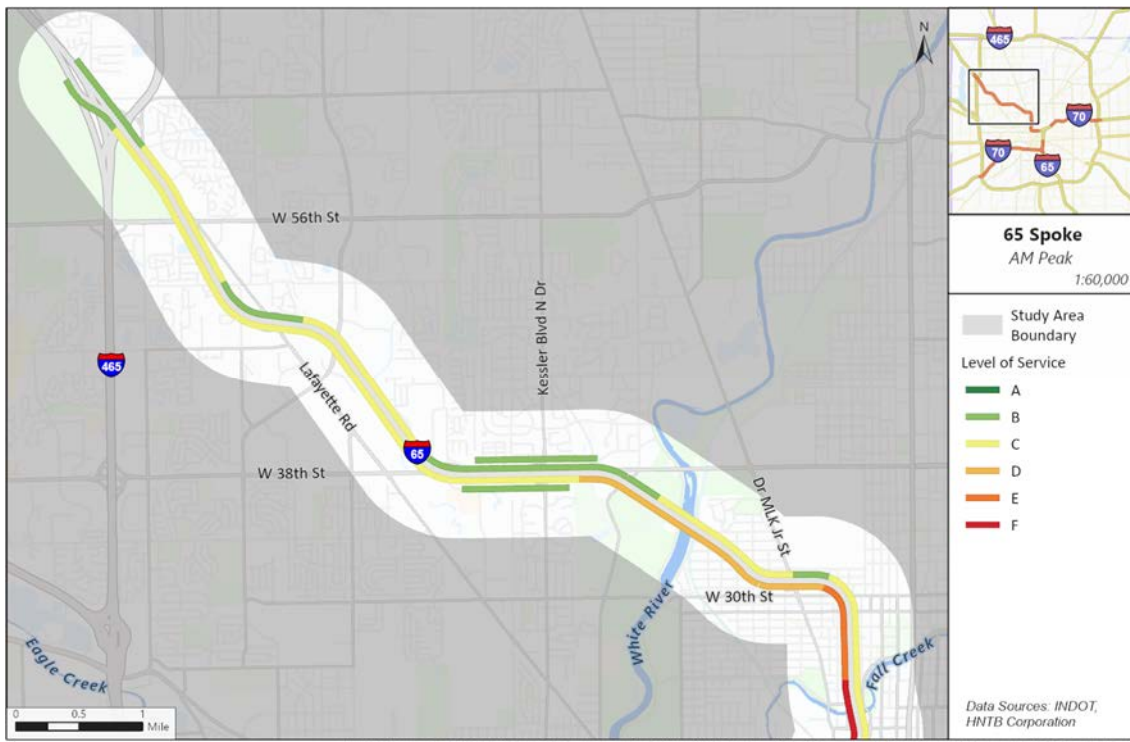 N
W 56th St
Kessler Blvd N Dr
465
Lafayette Rd
65
W 38th St
Dr MLK Jr St
W 30th St
White River
Fall Creek
Eagle Creek
0 0.5 1
Mile
465
70
70
65
65 Spoke
AM Peak
1:60,000
Study Area
Boundary
Level of Service
A
B
C
D
E
F
Data Sources: INDOT,
HNTB Corporation